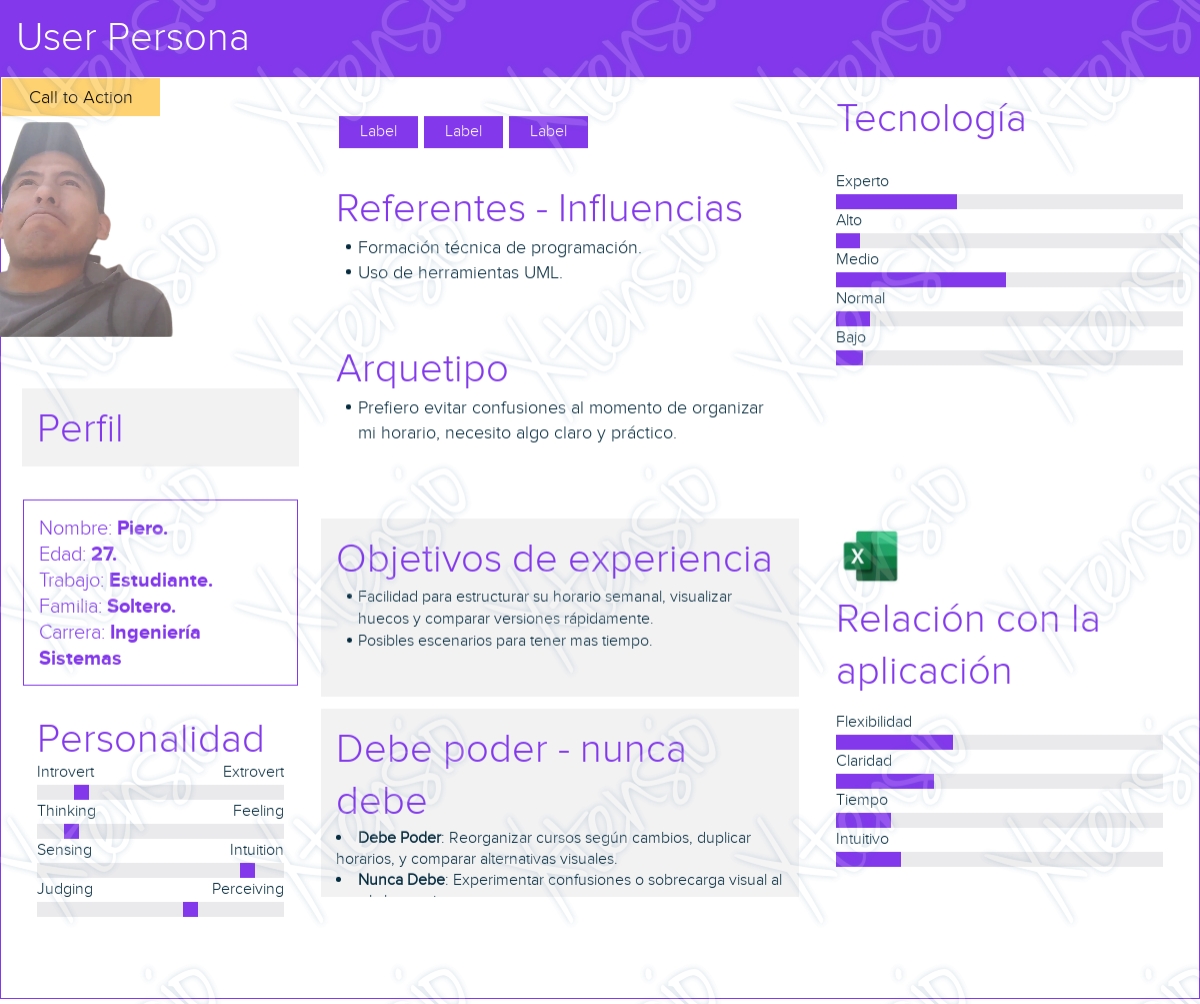 User Persona
Call to Action
Label Label Label
Referentes - Influencias
• Formación técnica de programación.
• Uso de herramientas UML.
Arquetipo
• Prefiero evitar confusiones al momento de organizar
mi horario, necesito algo claro y práctico.
Perfil
Nombre: Piero.
Edad: 27.
Trabajo: Estudiante.
Familia: Soltero.
Carrera: Ingeniería
Sistemas
Personalidad
Introvert Extrovert
Thinking Feeling
Sensing Intuition
Judging Perceiving
Objetivos de experiencia
• Facilidad para estructurar su horario semanal, visualizar
huecos y comparar versiones rápidamente.
• Posibles escenarios para tener mas tiempo.
Debe poder - nunca
debe
• Debe Poder: Reorganizar cursos según cambios, duplicar
horarios, y comparar alternativas visuales.
• Nunca Debe: Experimentar confusiones o sobrecarga visual al
Tecnología
Experto
Alto
Medio
Normal
Bajo
X
Relación con la
aplicación
Flexibilidad
Claridad
Tiempo
Intuitivo
Xtensio